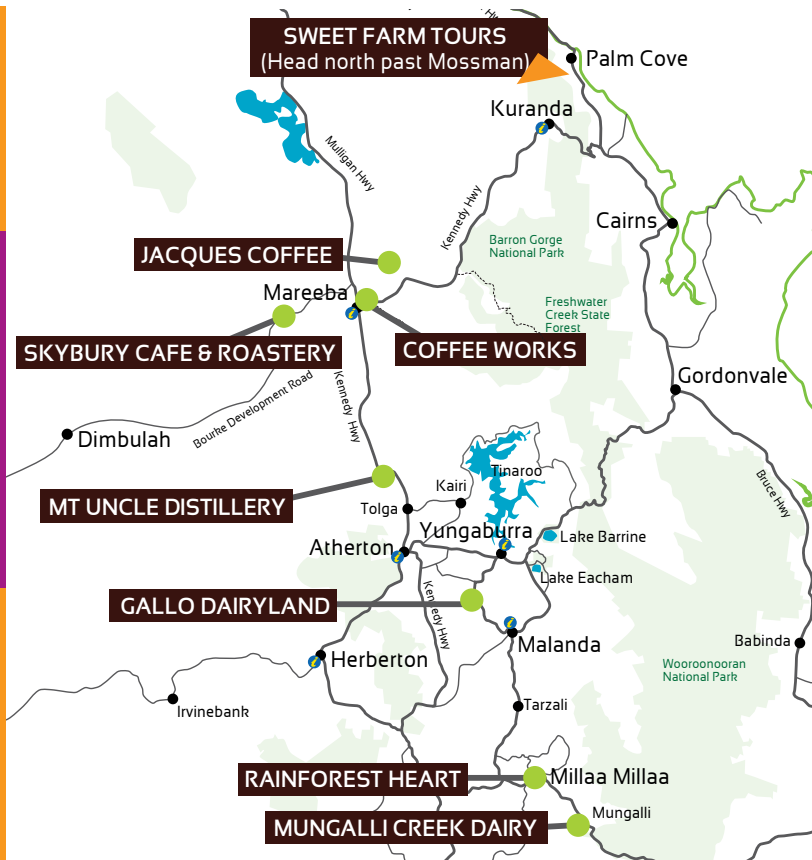 SWEET FARM TOURS
(Head north past Mossman)
Palm Cove
Kuranda
Mulligan Hwy
Kennedy Hwy
Cairns
Barron Gorge
National Park
JACQUES COFFEE
Mareeba
Freshwater
Creek State
Forest
SKYBURY CAFE & ROASTERY
COFFEE WORKS
Kennedy Hwy
Gordonvale
Bourke Development Road
Dimbulah
Tinaroo
Kairi
Bruce Hwy
MT UNCLE DISTILLERY
Tolga
Yungaburra
Atherton
Lake Barrine
Lake Eacham
Kennedy Hwy
GALLO DAIRYLAND
Malanda
Babinda
Herberton
Wooroonooran
National Park
Irvinebank
Tarzali
RAINFOREST HEART
Millaa Millaa
Mungalli
MUNGALLI CREEK DAIRY